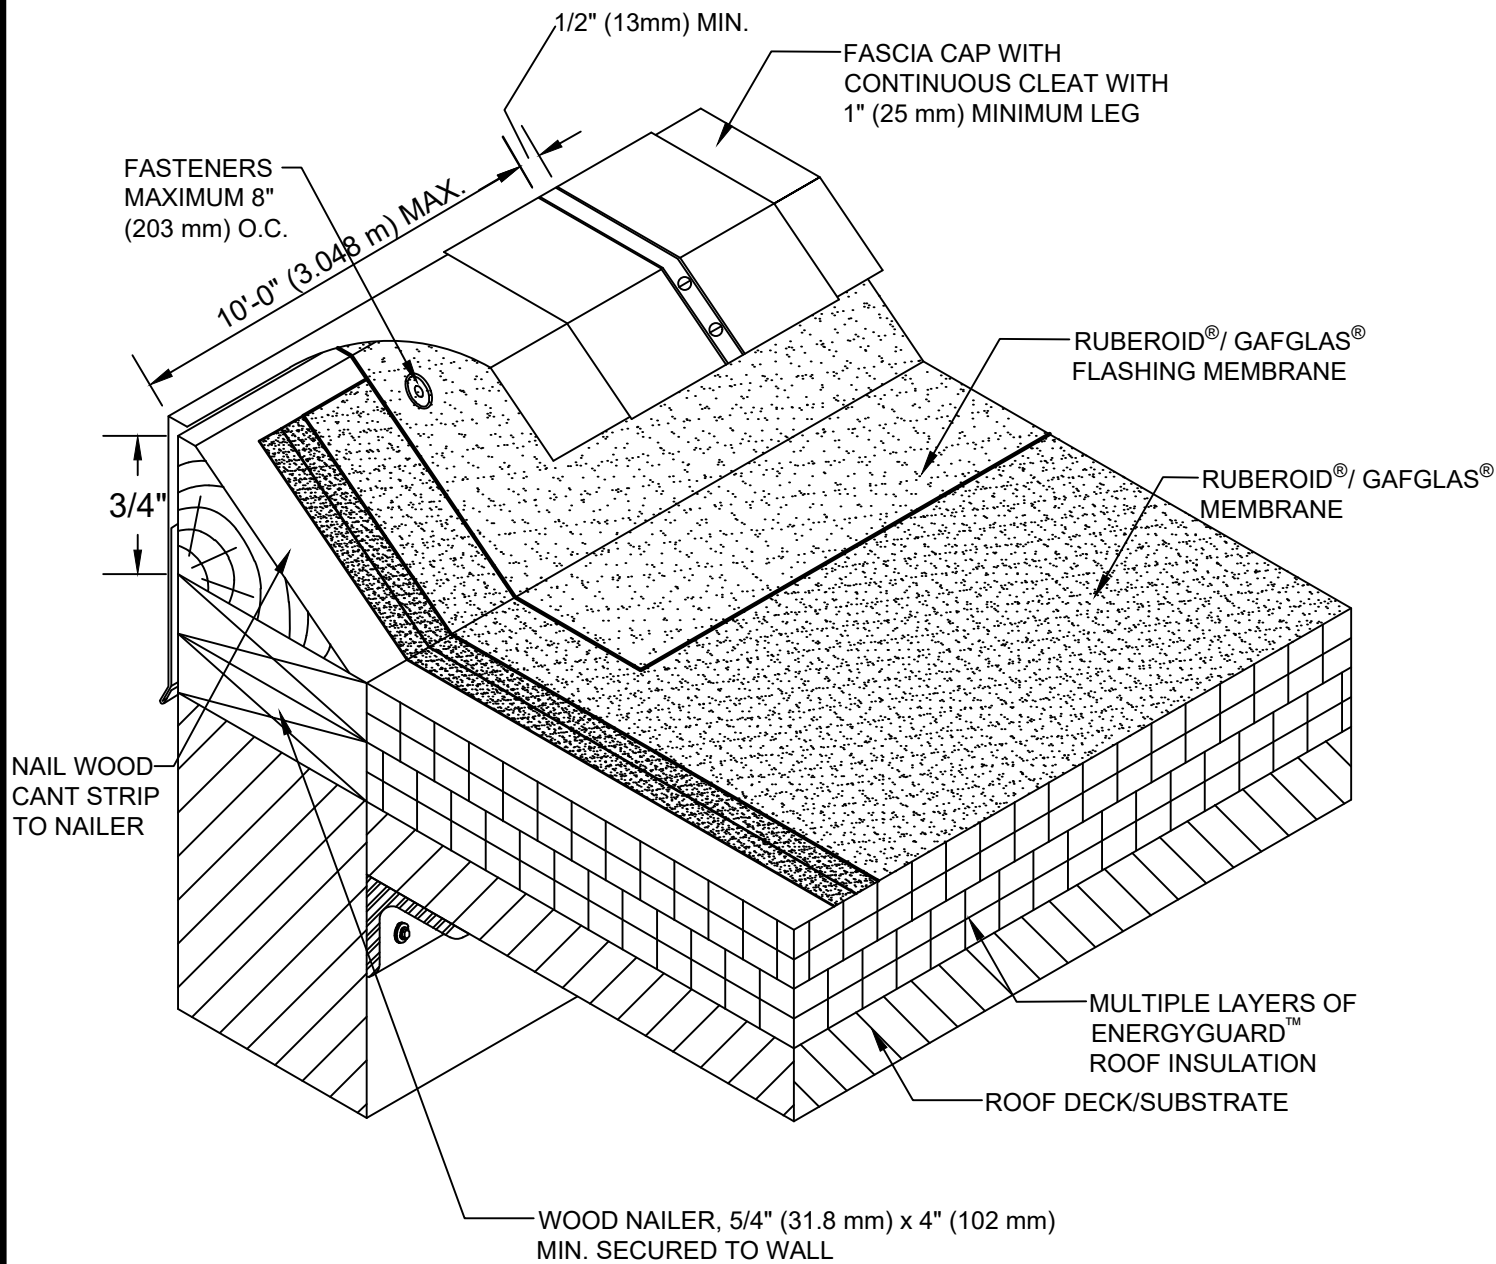 1/2" (13mm) MIN.
FASCIA CAP WITH
CONTINUOUS CLEAT WITH
1" (25 mm) MINIMUM LEG
FASTENERS
MAXIMUM 8"
(203 mm) O.C.
10'-0" (3.048 m) MAX.
RUBEROID®/ GAFGLAS®
FLASHING MEMBRANE
RUBEROID®/ GAFGLAS®
MEMBRANE
3/4"
NAIL WOOD
CANT STRIP
TO NAILER
MULTIPLE LAYERS OF
ENERGYGUARD™
ROOF INSULATION
ROOF DECK/SUBSTRATE
WOOD NAILER, 5/4" (31.8 mm) x 4" (102 mm)
MIN. SECURED TO WALL